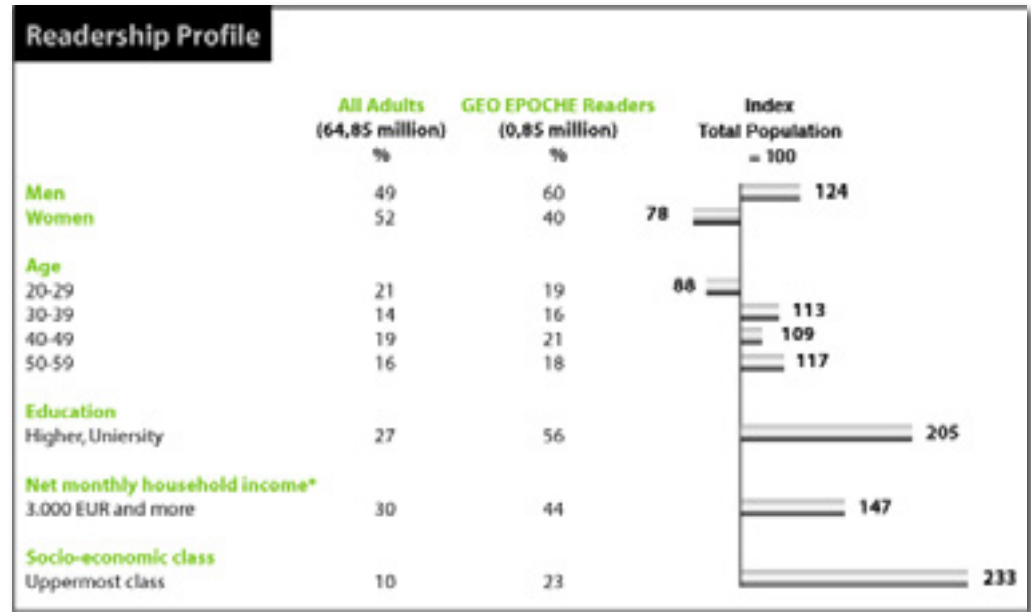 Readership Profile
All Adults GEO EPOCHE Readers Index
(64,85 million) (0,85 million) Total Population
% % = 100
Men 49 60 124
Women 52 40 78
Age
20-29 21 19 88
30-39 14 16 113
40-49 19 21 109
50-59 16 18 117
Education
Higher, Uniersity 27 56 205
Net monthly household income*
3.000 EUR and more 30 44 147
Socio-economic class
Uppermost class 10 23 233